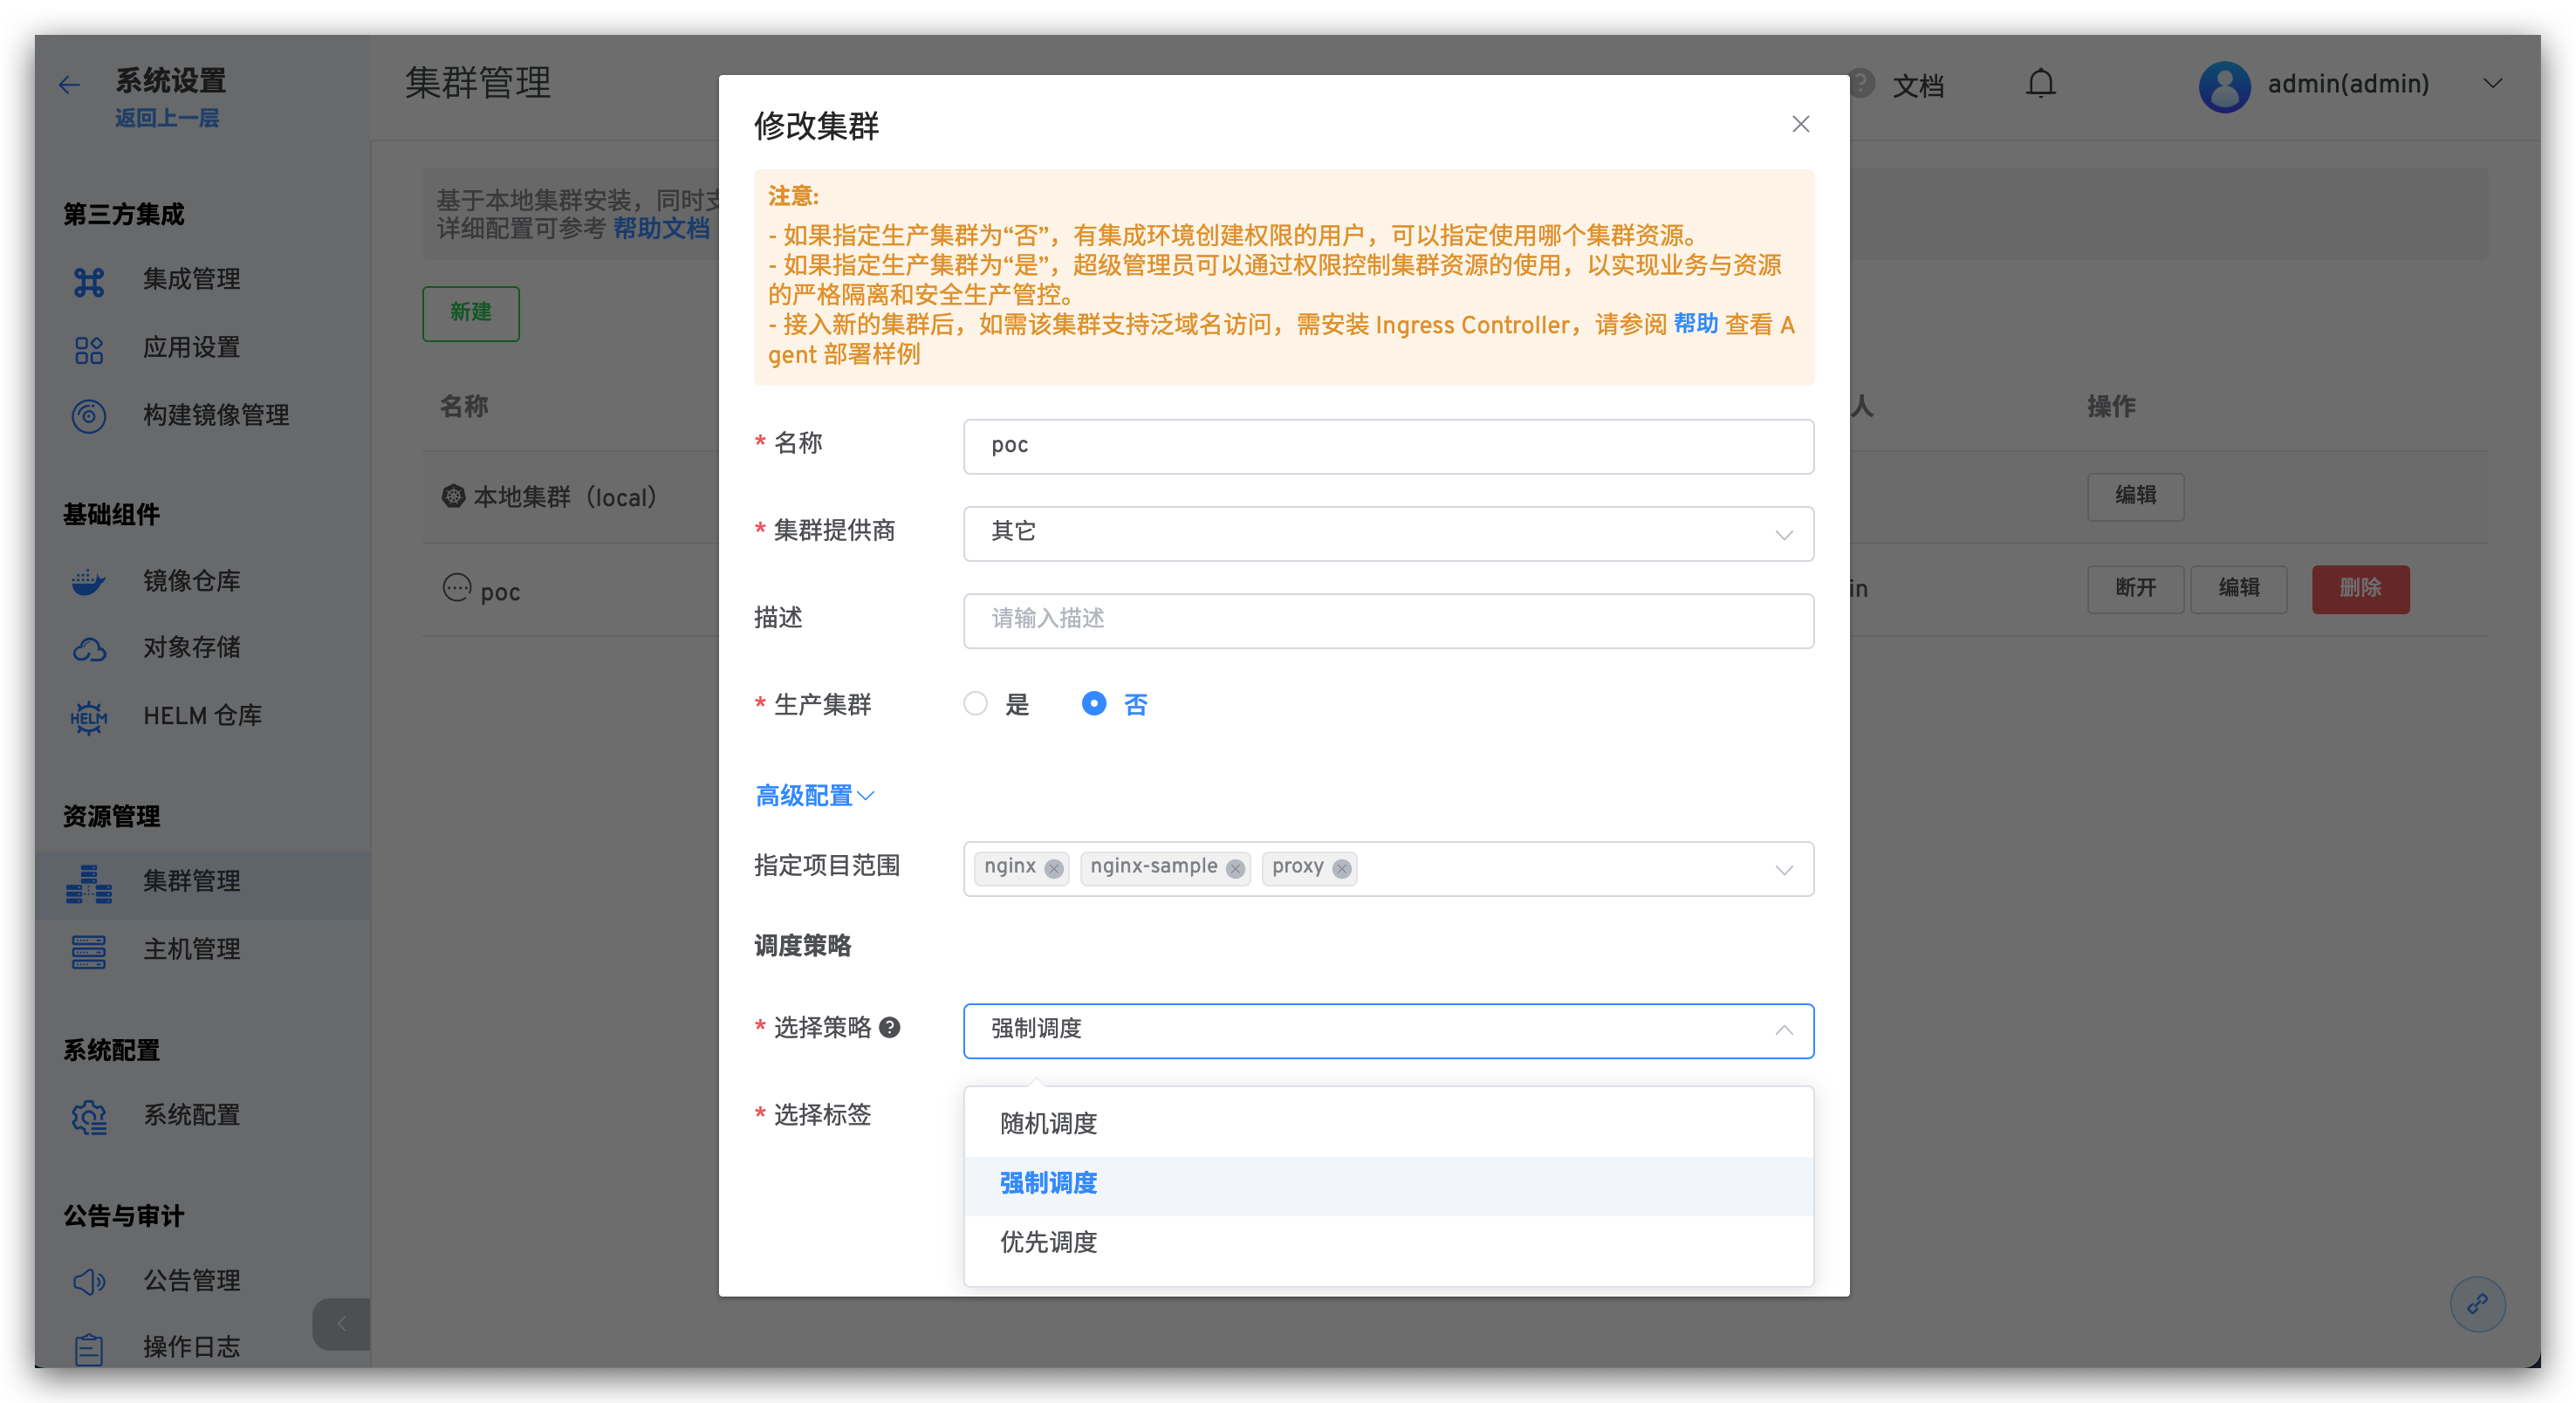 系统设置
返回上一层
第三方集成
集成管理
应用设置
构建镜像管理
基础组件
镜像仓库
对象存储
HELM
HELM 仓库
资源管理
集群管理
主机管理
系统配置
系统配置
公告与审计
公告管理
操作日志
集群管理
文档
admin(admin)
基于本地集群安装，同时支
详细配置可参考 帮助文档
新建
名称
人
操作
本地集群（local）
编辑
poc
in
断开
编辑
删除
修改集群
注意:
- 如果指定生产集群为“否”，有集成环境创建权限的用户，可以指定使用哪个集群资源。
- 如果指定生产集群为“是”，超级管理员可以通过权限控制集群资源的使用，以实现业务与资源
的严格隔离和安全生产管控。
- 接入新的集群后，如需该集群支持泛域名访问，需安装 Ingress Controller，请参阅 帮助 查看 A
gent 部署样例
* 名称
poc
* 集群提供商
其它
描述
请输入描述
* 生产集群
是
否
高级配置
指定项目范围
nginx
nginx-sample
proxy
调度策略
* 选择策略
强制调度
* 选择标签
随机调度
强制调度
优先调度